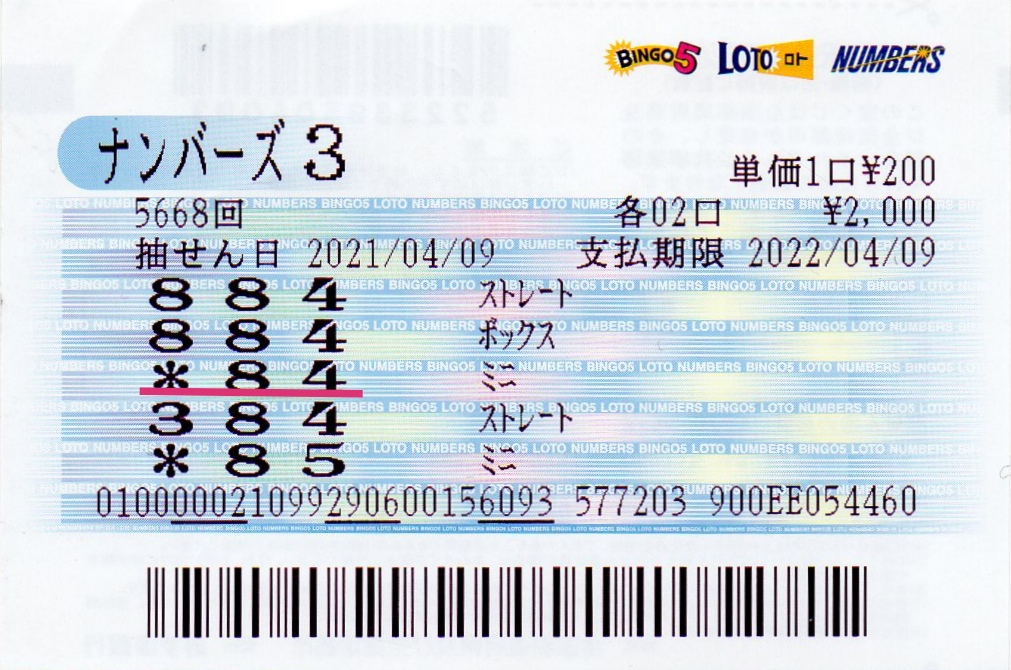 BINGO5 LOTO ロト NUMBERS
ナンバーズ3
単価1口¥200
5668回 各02口 ¥2,000
抽せん日 2021/04/09 支払期限 2022/04/09
8 8 4 ストレート
8 8 4 ボックス
* 8 4 ミニ
3 8 4 ストレート
* 8 5 ミニ
010000021099290600156093 577203 900EE054460